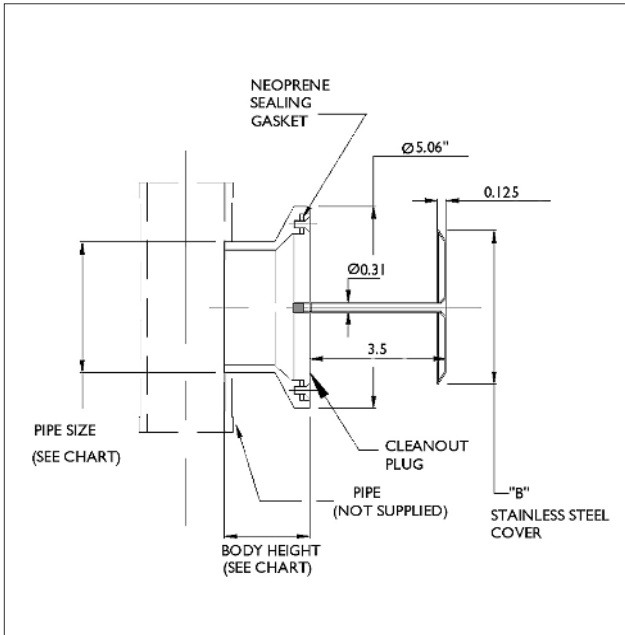 NEOPRENE
SEALING
GASKET
Ø5.06"
0.125
Ø0.31
3.5
PIPE SIZE
(SEE CHART)
CLEANOUT
PLUG
PIPE
(NOT SUPPLIED)
"B"
STAINLESS STEEL
COVER
BODY HEIGHT
(SEE CHART)